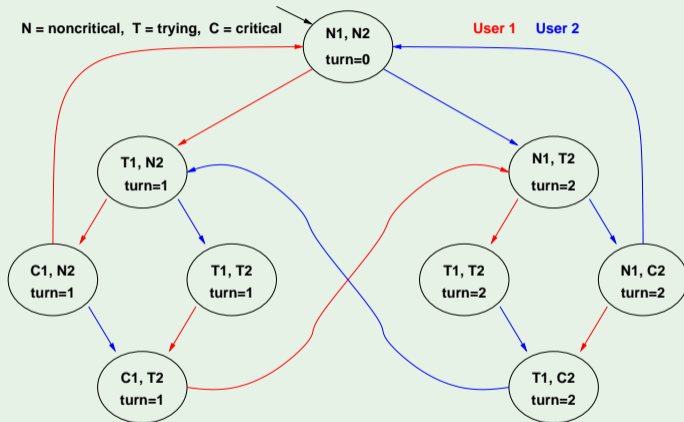 N = noncritical, T = trying, C = critical
User 1 User 2
N1, N2
turn=0
T1, N2
turn=1
N1, T2
turn=2
C1, N2
turn=1
T1, T2
turn=1
T1, T2
turn=2
N1, C2
turn=2
C1, T2
turn=1
T1, C2
turn=2